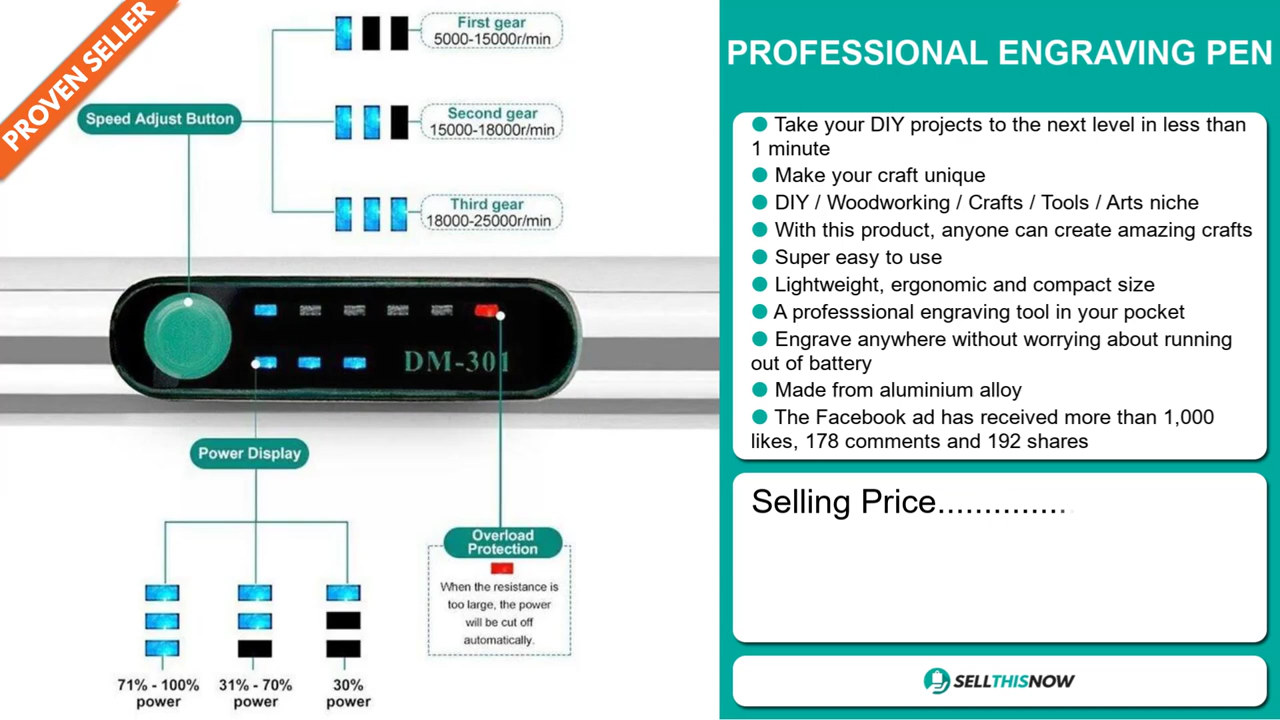 PROVEN SELLER
First gear
5000-15000r/min
Speed Adjust Button
Second gear
15000-18000r/min
Third gear
18000-25000r/min
DM-301
Power Display
Overload
Protection
When the resistance is
too large, the power
will be cut off
automatically.
71% - 100%
power
31% - 70%
power
30%
power
PROFESSIONAL ENGRAVING PEN
● Take your DIY projects to the next level in less than
1 minute
● Make your craft unique
● DIY / Woodworking / Crafts / Tools / Arts niche
● With this product, anyone can create amazing crafts
● Super easy to use
● Lightweight, ergonomic and compact size
● A professsional engraving tool in your pocket
● Engrave anywhere without worrying about running
out of battery
● Made from aluminium alloy
● The Facebook ad has received more than 1,000
likes, 178 comments and 192 shares
Selling Price..............
SELLTHISNOW